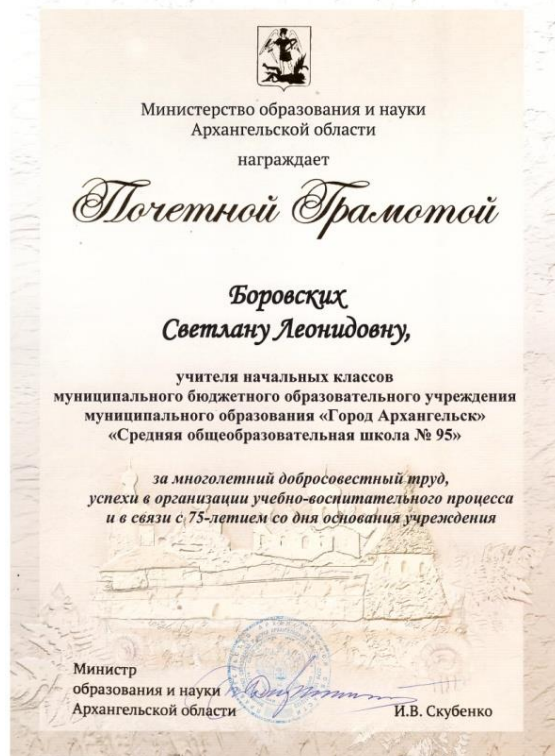 Министерство образования и науки
Архангельской области
награждает
Почетной Грамотой
Боровских
Светлану Леонидовну,
учителя начальных классов
муниципального бюджетного образовательного учреждения
муниципального образования «Город Архангельск»
«Средняя общеобразовательная школа № 95»
за многолетний добросовестный труд,
успехи в организации учебно-воспитательного процесса
и в связи с 75-летием со дня основания учреждения
Министр
образования и науки
Архангельской области
И.В. Скубенко